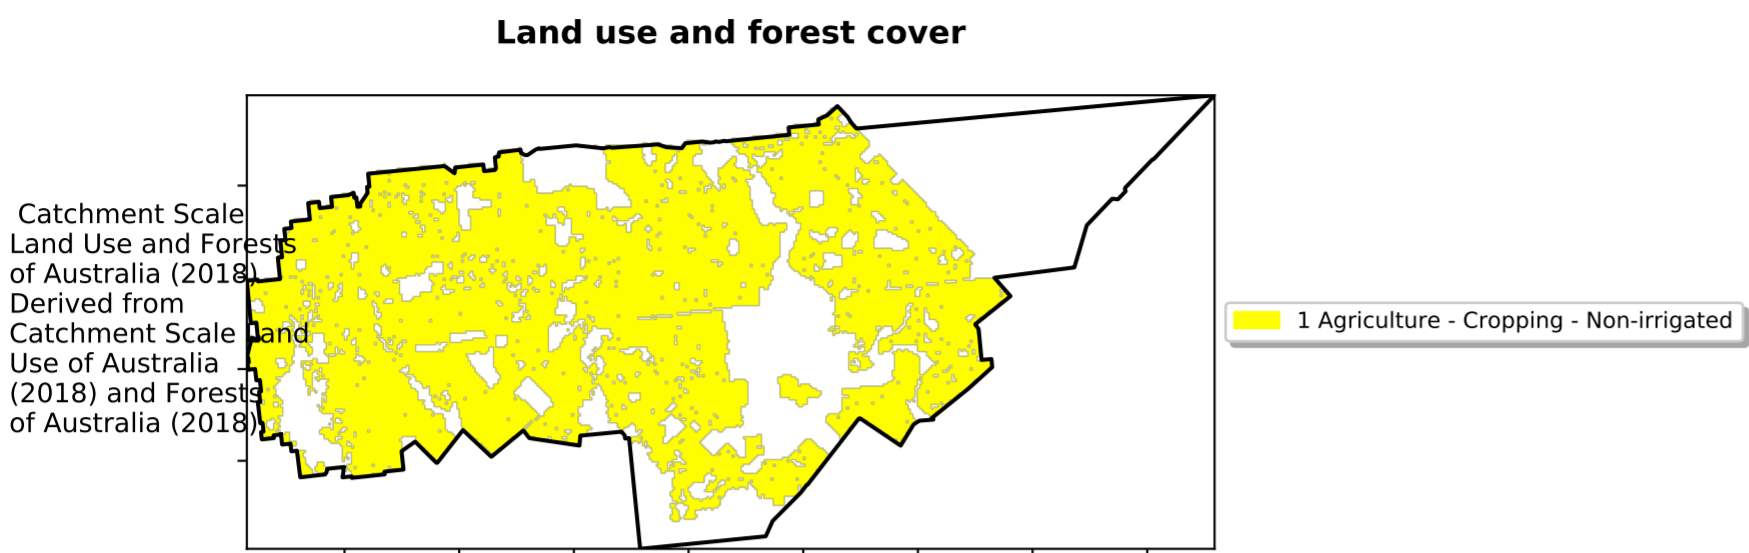 Land use and forest cover
Catchment Scale
Land Use and Forests
of Australia (2018)
Derived from
Catchment Scale Land
Use of Australia
(2018) and Forests
of Australia (2018)
1 Agriculture - Cropping - Non-irrigated